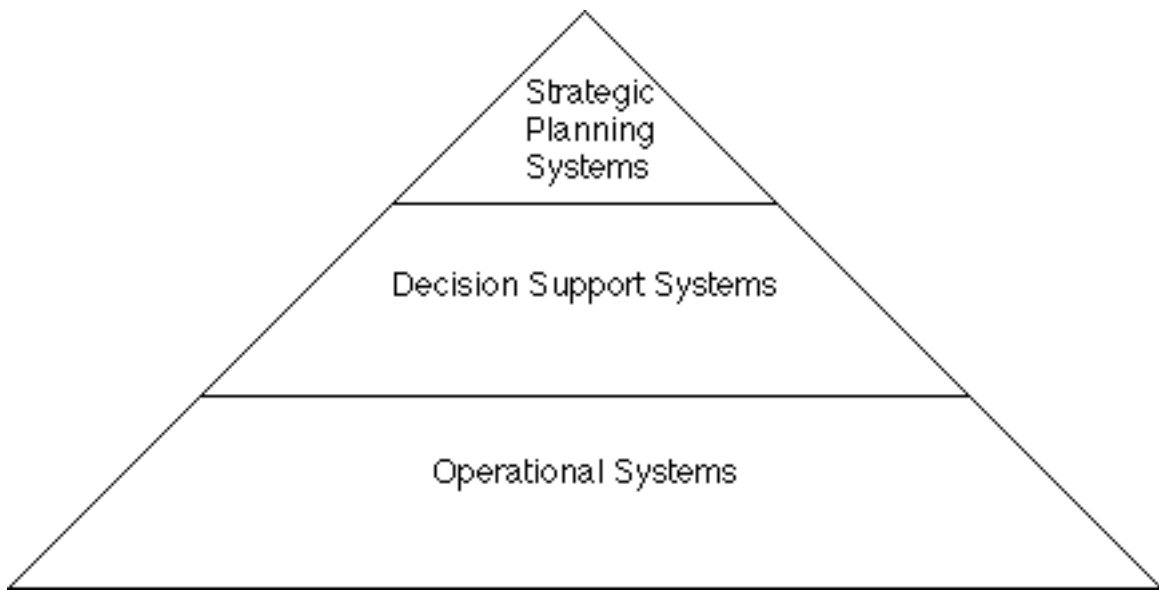 Strategic
Planning
Systems
Decision Support Systems
Operational Systems